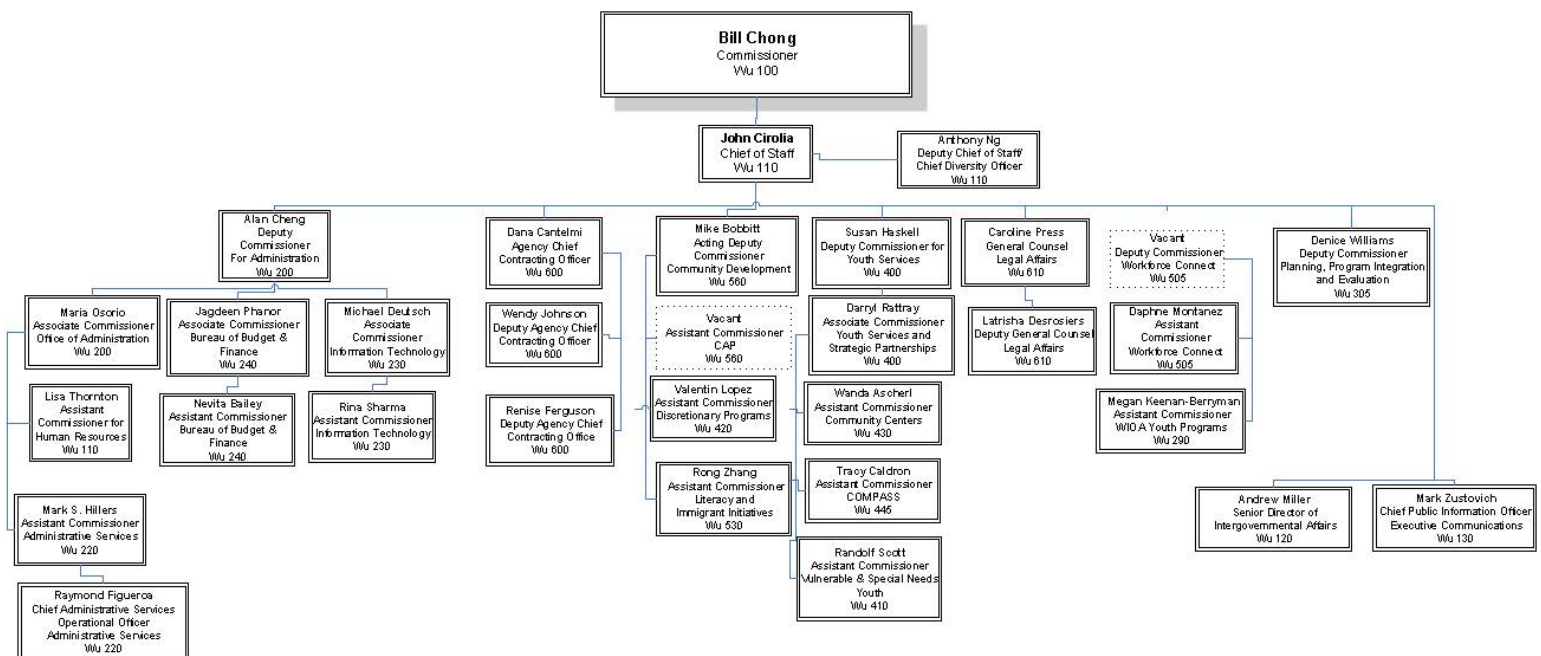 Bill Chong
Commissioner
Wu 100
John Cirolia
Chief of Staff
Wu 110
Anthony Ng
Deputy Chief of Staff/
Chief Diversity Officer
Wu 110
Alan Cheng
Deputy
Commissioner
For Administration
Wu 200
Maria Osorio
Associate Commissioner
Office of Administration
Wu 200
Lisa Thornton
Assistant
Commissioner for
Human Resources
Wu 110
Mark S. Hillers
Assistant Commissioner
Administrative Services
Wu 220
Raymond Figueroa
Chief Administrative Services
Operational Officer
Administrative Services
Wu 220
Jagdeen Phanor
Associate Commissioner
Bureau of Budget &
Finance
Wu 240
Nevita Bailey
Assistant Commissioner
Bureau of Budget &
Finance
Wu 240
Michael Deutsch
Associate
Commissioner
Information Technology
Wu 230
Rina Sharma
Assistant Commissioner
Information Technology
Wu 230
Dana Cantelmi
Agency Chief
Contracting Officer
Wu 600
Wendy Johnson
Deputy Agency Chief
Contracting Officer
Wu 600
Renise Ferguson
Deputy Agency Chief
Contracting Office
Wu 600
Mike Bobbitt
Acting Deputy
Commissioner
Community Development
Wu 560
Vacant
Assistant Commissioner
CAP
Wu 560
Valentin Lopez
Assistant Commissioner
Discretionary Programs
Wu 420
Rong Zhang
Assistant Commissioner
Literacy and
Immigrant Initiatives
Wu 530
Susan Haskell
Deputy Commissioner for
Youth Services
Wu 400
Darryl Rattray
Associate Commissioner
Youth Services and
Strategic Partnerships
Wu 400
Wanda Ascherl
Assistant Commissioner
Community Centers
Wu 430
Tracy Caldron
Assistant Commissioner
COMPASS
Wu 445
Randolf Scott
Assistant Commissioner
Vulnerable & Special Needs
Youth
Wu 410
Caroline Press
General Counsel
Legal Affairs
Wu 610
Latrisha Desrosiers
Deputy General Counsel
Legal Affairs
Wu 610
Vacant
Deputy Commissioner
Workforce Connect
Wu 505
Daphne Montanez
Assistant
Commissioner
Workforce Connect
Wu 505
Megan Keenan-Berryman
Assistant Commissioner
WIOA Youth Programs
Wu 290
Denice Williams
Deputy Commissioner
Planning, Program Integration
and Evaluation
Wu 305
Andrew Miller
Senior Director of
Intergovernmental Affairs
Wu 120
Mark Zustovich
Chief Public Information Officer
Executive Communications
Wu 130